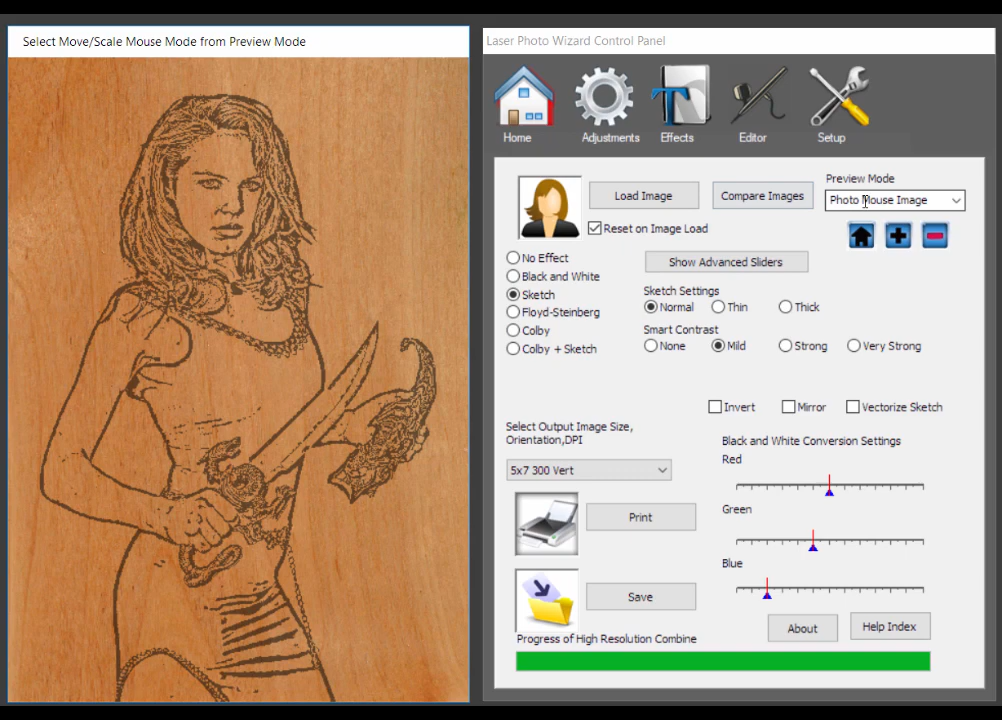 Select Move/Scale Mouse Mode from Preview Mode
Laser Photo Wizard Control Panel
Home
Adjustments
Effects
Editor
Setup
Load Image
Compare Images
Preview Mode
Photo Mouse Image
Reset on Image Load
No Effect
Black and White
Sketch
Floyd-Steinberg
Colby
Colby + Sketch
Show Advanced Sliders
Sketch Settings
Normal
Thin
Thick
Smart Contrast
None
Mild
Strong
Very Strong
Invert
Mirror
Vectorize Sketch
Select Output Image Size,
Orientation,DPI
5x7 300 Vert
Print
Save
Black and White Conversion Settings
Red
Green
Blue
About
Help Index
Progress of High Resolution Combine